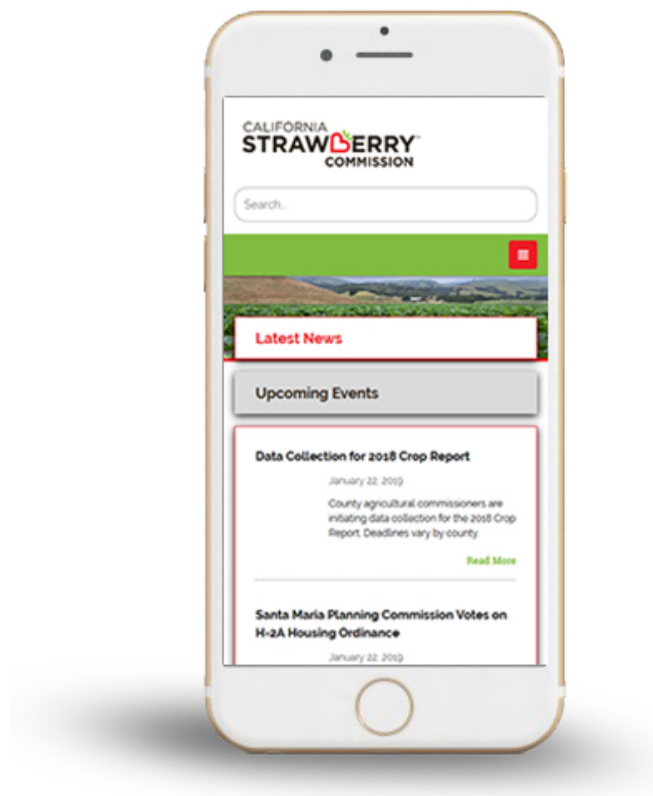 CALIFORNIA
STRAWBERRY™
COMMISSION
Search..
Latest News
Upcoming Events
Data Collection for 2018 Crop Report
January 22, 2019
County agricultural commissioners are
initiating data collection for the 2018 Crop
Report. Deadlines vary by county
Read More
Santa Maria Planning Commission Votes on
H-2A Housing Ordinance
January 22, 2019